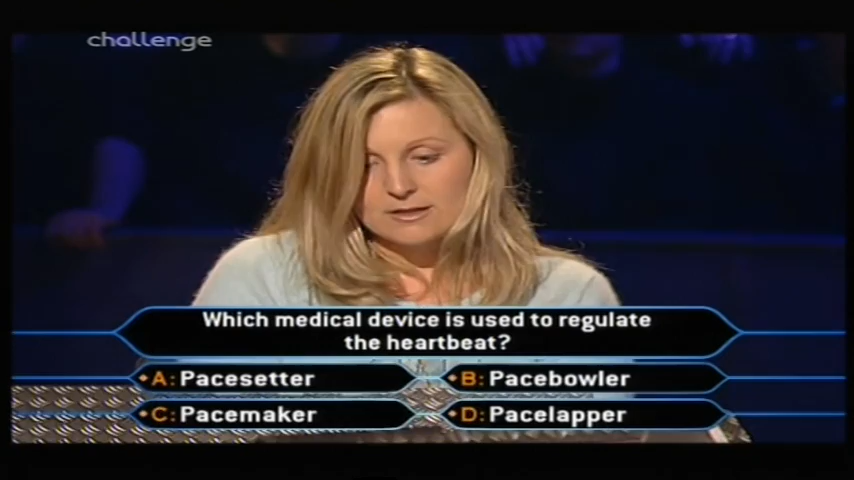 challenge
Which medical device is used to regulate
the heartbeat?
A: Pacesetter
B: Pacebowler
C: Pacemaker
D: Pacelapper